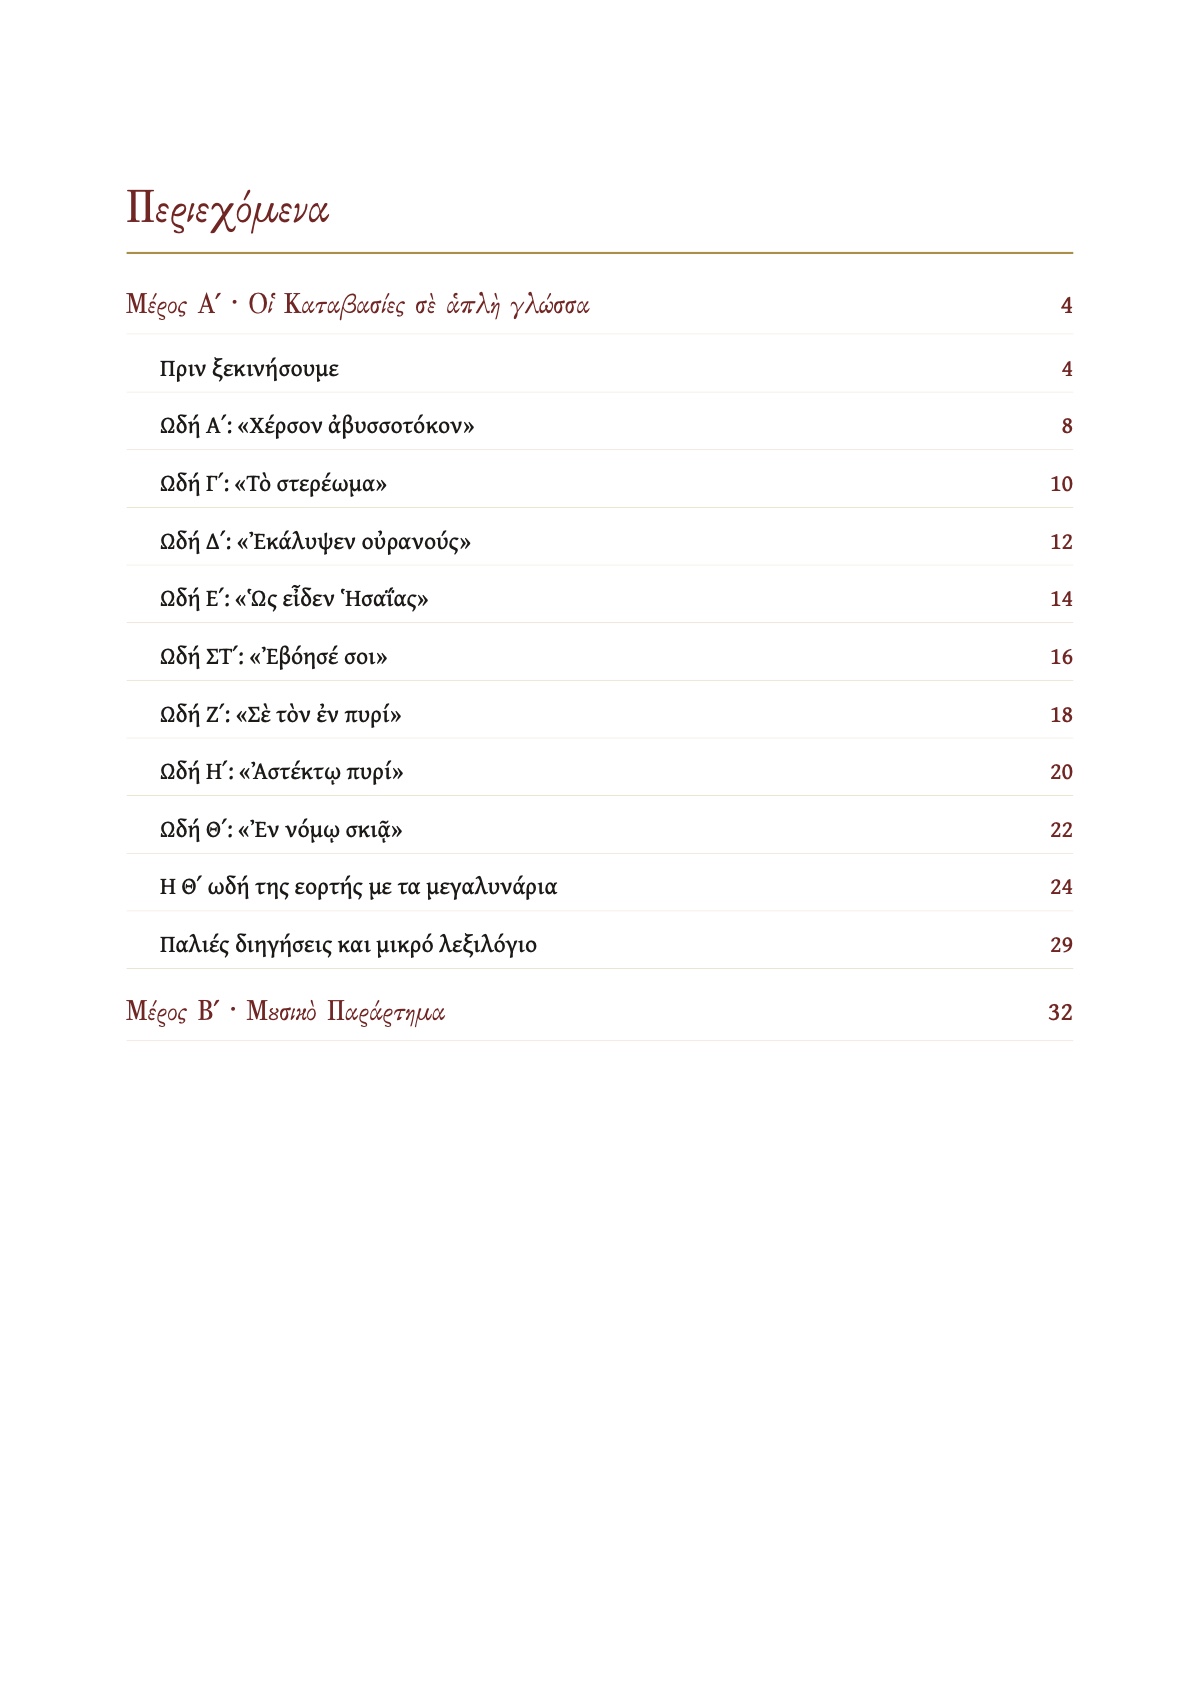 Περιεχόμενα
Μέρος Α´ · Οἱ Καταβασίες σὲ ἁπλὴ γλώσσα 4
Πριν ξεκινήσουμε 4
Ωδή Α´: «Χέρσον ἀβυσσοτόκον» 8
Ωδή Γ´: «Τὸ στερέωμα» 10
Ωδή Δ´: «Ἐκάλυψεν οὐρανούς» 12
Ωδή Ε´: «Ὡς εἶδεν Ἡσαΐας» 14
Ωδή ΣΤ´: «Ἐβόησέ σοι» 16
Ωδή Ζ´: «Σὲ τὸν ἐν πυρί» 18
Ωδή Η´: «Ἀστέκτῳ πυρί» 20
Ωδή Θ´: «Ἐν νόμῳ σκιᾷ» 22
Η Θ´ ωδή της εορτής με τα μεγαλυνάρια 24
Παλιές διηγήσεις και μικρό λεξιλόγιο 29
Μέρος Β´ · Μȣσικὸ Παράρτημα 32